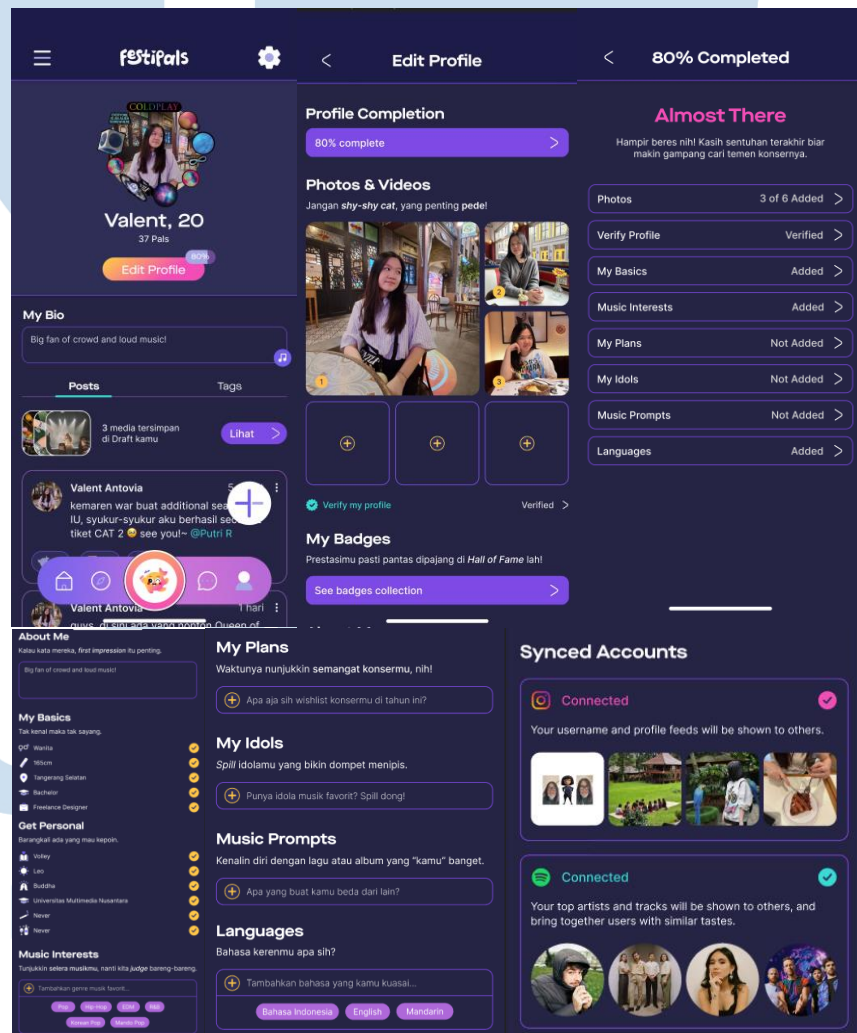 festipals
COLDPLAY
Valent, 20
37 Pals
Edit Profile
80%
My Bio
Big fan of crowd and loud music!
Posts
Tags
3 media tersimpan
di Draft kamu
Lihat
Valent Antovia
5
kemaren war buat additional sea
IU, syukur-syukur aku berhasil sec
tiket CAT 2 🥹 see you!~ @Putri R
Valent Antovia
1 hari
guys, di sini ada yang nonton Queen of
Edit Profile
Profile Completion
80% complete
Photos & Videos
Jangan shy-shy cat, yang penting pede!
1
2
3
Verify my profile
Verified
My Badges
Prestasimu pasti pantas dipajang di Hall of Fame lah!
See badges collection
80% Completed
Almost There
Hampir beres nih! Kasih sentuhan terakhir biar
makin gampang cari temen konsernya.
Photos 3 of 6 Added
Verify Profile Verified
My Basics Added
Music Interests Added
My Plans Not Added
My Idols Not Added
Music Prompts Not Added
Languages Added
About Me
Kalau kata mereka, first impression itu penting.
Big fan of crowd and loud music!
My Basics
Tak kenal maka tak sayang.
Wanita
165cm
Tangerang Selatan
Bachelor
Freelance Designer
Get Personal
Barangkali ada yang mau kepoin.
Volley
Leo
Buddha
Universitas Multimedia Nusantara
Never
Never
Music Interests
Tunjukkin selera musikmu, nanti kita judge bareng-bareng.
Tambahkan genre musik favorit...
Pop
Hip-Hop
EDM
R&B
Korean Pop
Mando Pop
My Plans
Waktunya nunjukkin semangat konsermu, nih!
Apa aja sih wishlist konsermu di tahun ini?
My Idols
Spill idolamu yang bikin dompet menipis.
Punya idola musik favorit? Spill dong!
Music Prompts
Kenalin diri dengan lagu atau album yang "kamu" banget.
Apa yang buat kamu beda dari lain?
Languages
Bahasa kerenmu apa sih?
Tambahkan bahasa yang kamu kuasai...
Bahasa Indonesia
English
Mandarin
Synced Accounts
Connected
Your username and profile feeds will be shown to others.
Connected
Your top artists and tracks will be shown to others, and
bring together users with similar tastes.